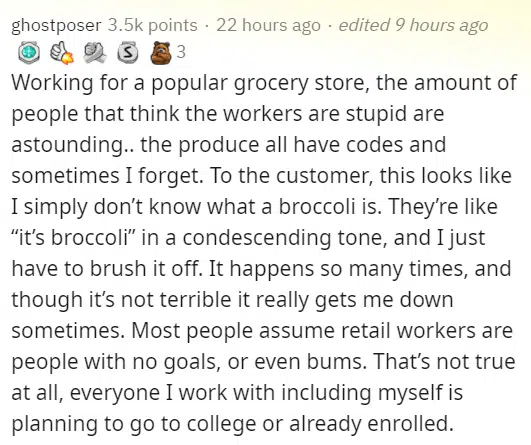 ghostposer 3.5k points · 22 hours ago · edited 9 hours ago
S 3
Working for a popular grocery store, the amount of
people that think the workers are stupid are
astounding.. the produce all have codes and
sometimes I forget. To the customer, this looks like
I simply don’t know what a broccoli is. They’re like
“it’s broccoli” in a condescending tone, and I just
have to brush it off. It happens so many times, and
though it’s not terrible it really gets me down
sometimes. Most people assume retail workers are
people with no goals, or even bums. That’s not true
at all, everyone I work with including myself is
planning to go to college or already enrolled.